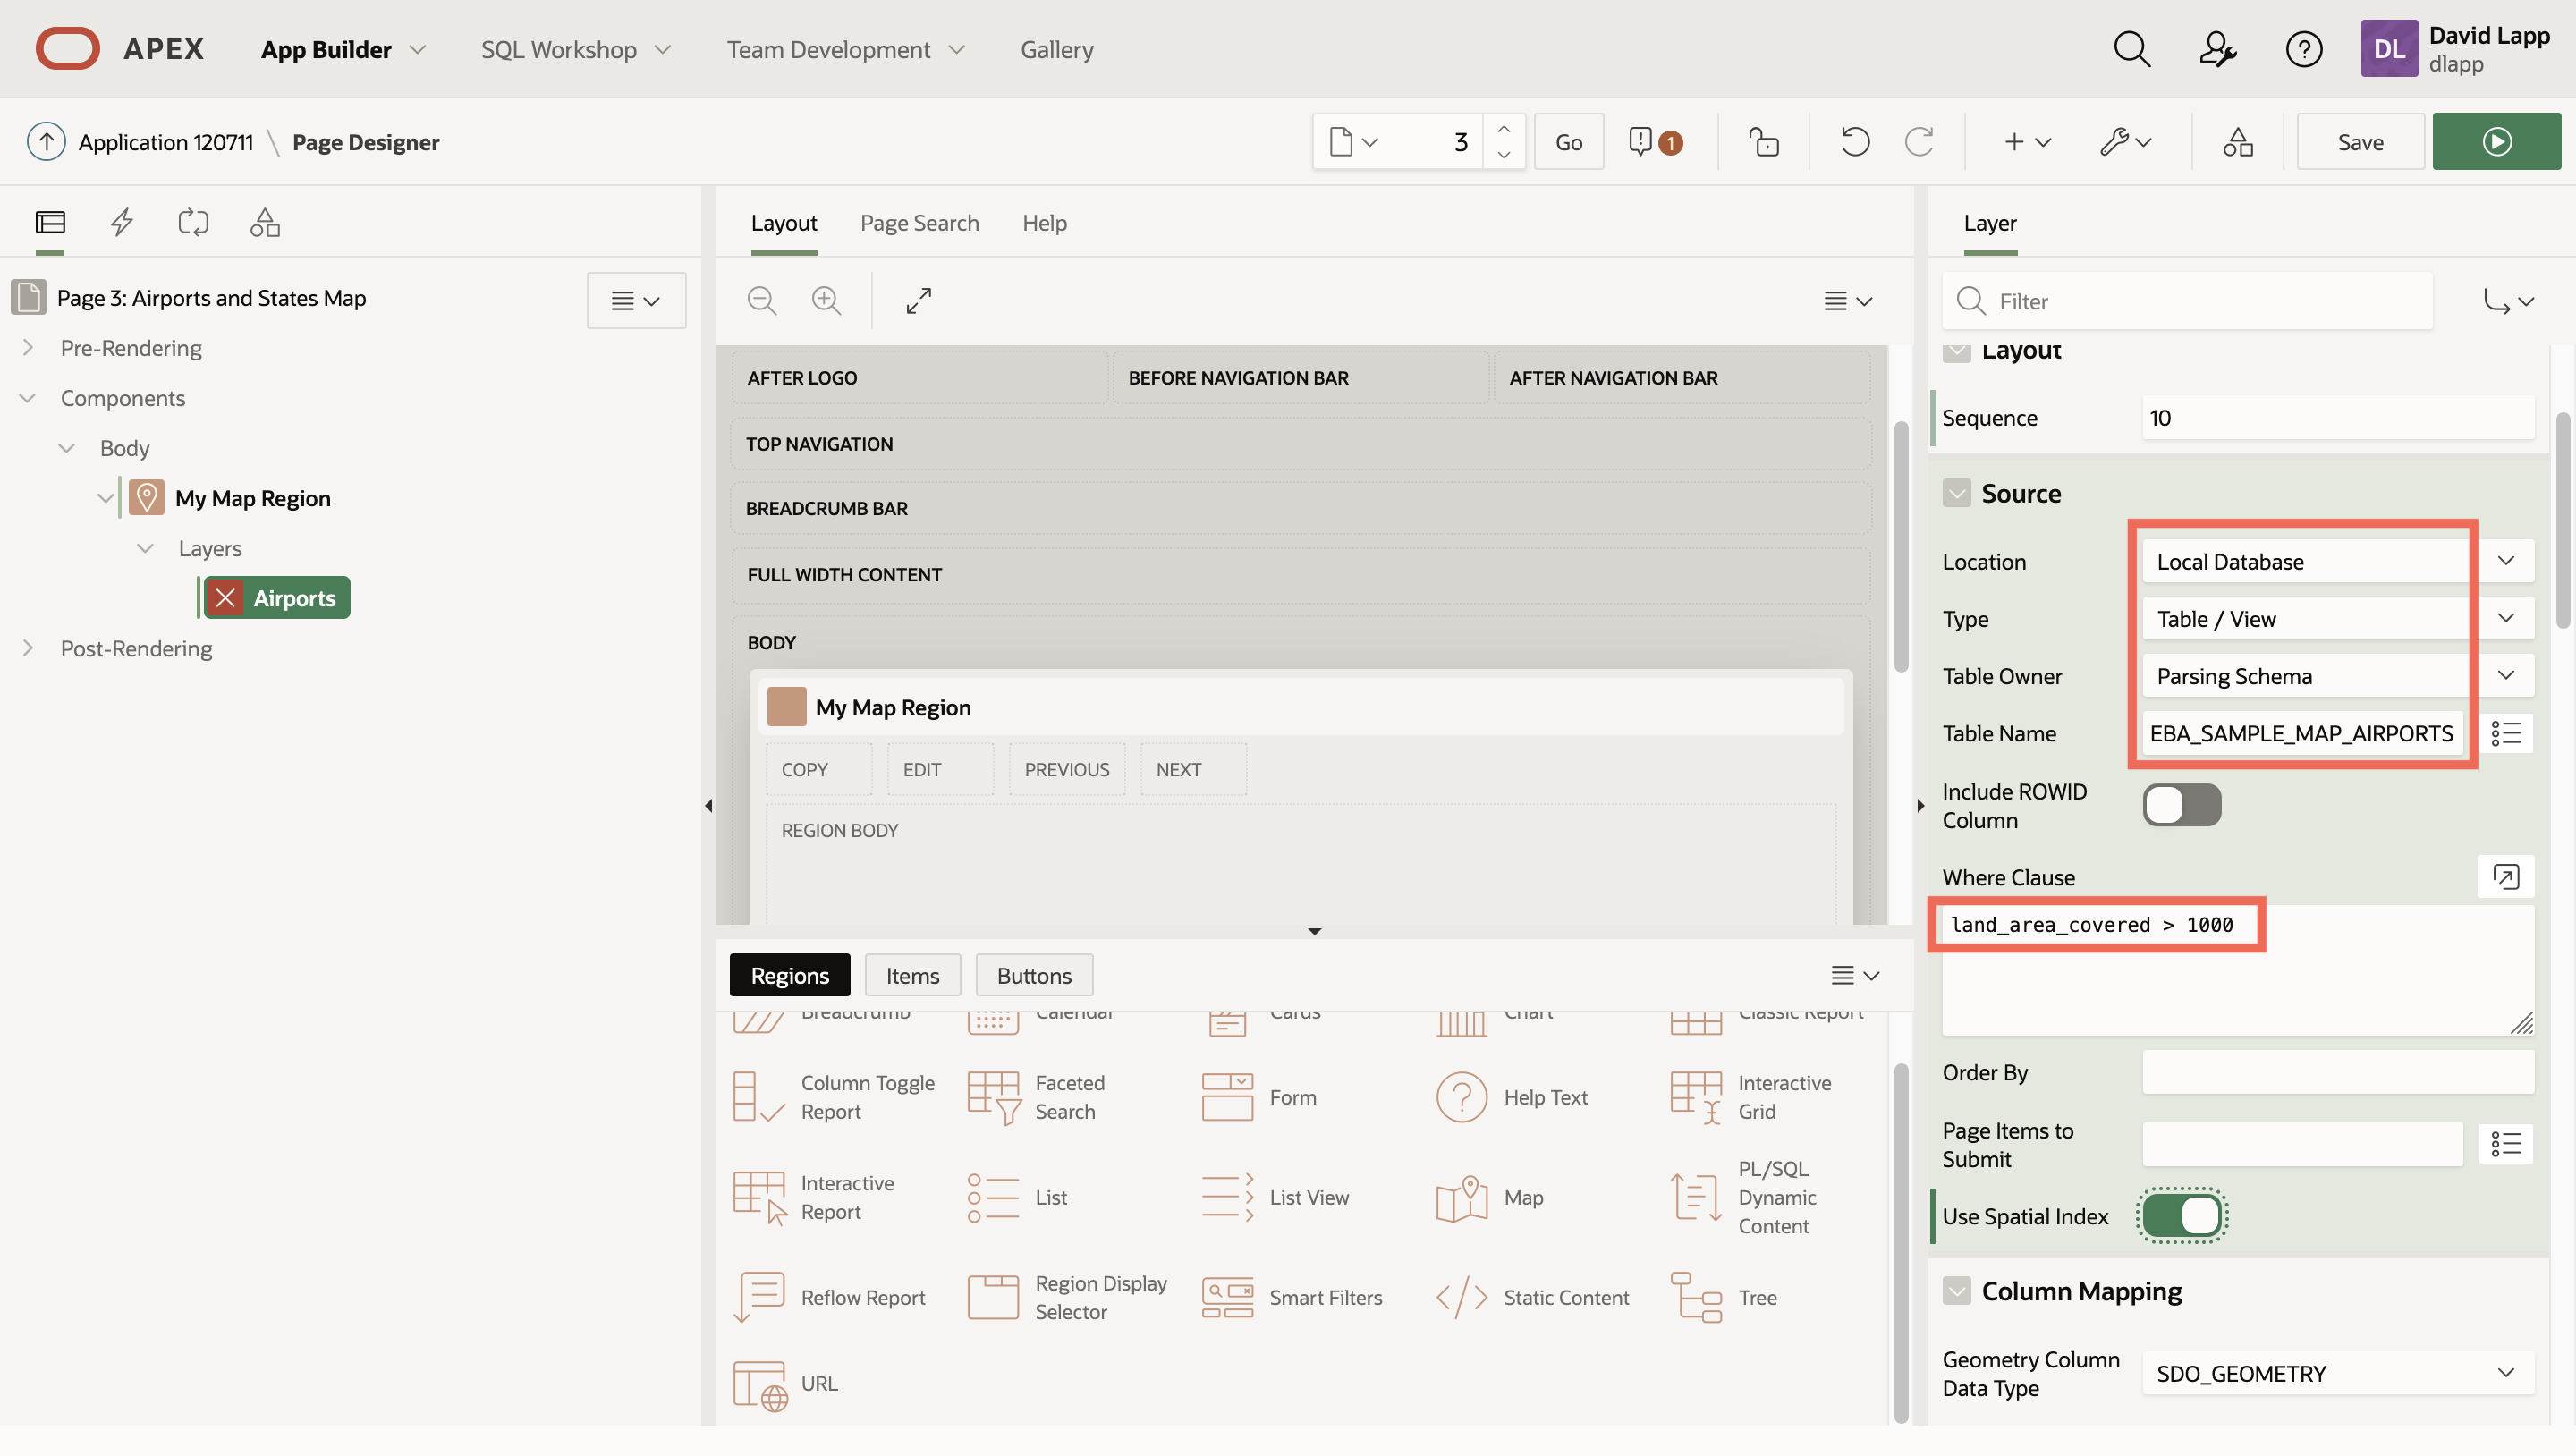 APEX App Builder SQL Workshop Team Development Gallery
DL David Lapp
dlapp
Application 120711 \ Page Designer
3 Go 1 Save
Page 3: Airports and States Map
Pre-Rendering
Components
Body
My Map Region
Layers
Airports
Post-Rendering
Layout Page Search Help
AFTER LOGO BEFORE NAVIGATION BAR AFTER NAVIGATION BAR
TOP NAVIGATION
BREADCRUMB BAR
FULL WIDTH CONTENT
BODY
My Map Region
COPY EDIT PREVIOUS NEXT
REGION BODY
Regions Items Buttons
Breadcrumb Calendar Cards Chart Classic Report
Column Toggle
Report
Faceted
Search
Form
Help Text
Interactive
Grid
Interactive
Report
List
List View
Map
PL/SQL
Dynamic
Content
Reflow Report
Region Display
Selector
Smart Filters
Static Content
Tree
URL
Layer
Filter
Layout
Sequence 10
Source
Location Local Database
Type Table / View
Table Owner Parsing Schema
Table Name EBA_SAMPLE_MAP_AIRPORTS
Include ROWID
Column
Where Clause
land_area_covered > 1000
Order By
Page Items to
Submit
Use Spatial Index
Column Mapping
Geometry Column
Data Type
SDO_GEOMETRY